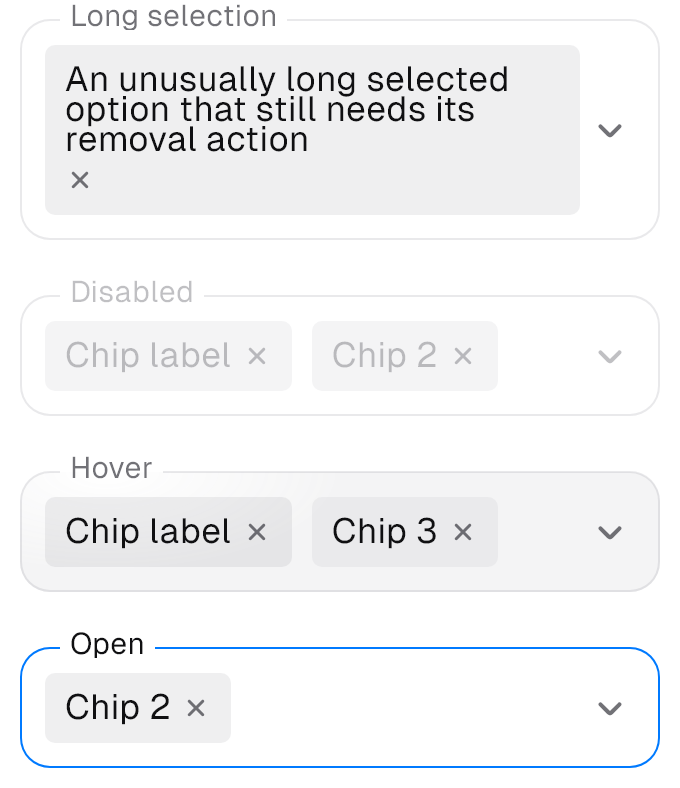 Long selection
An unusually long selected
option that still needs its
removal action
Disabled
Chip label
Chip 2
Hover
Chip label
Chip 3
Open
Chip 2